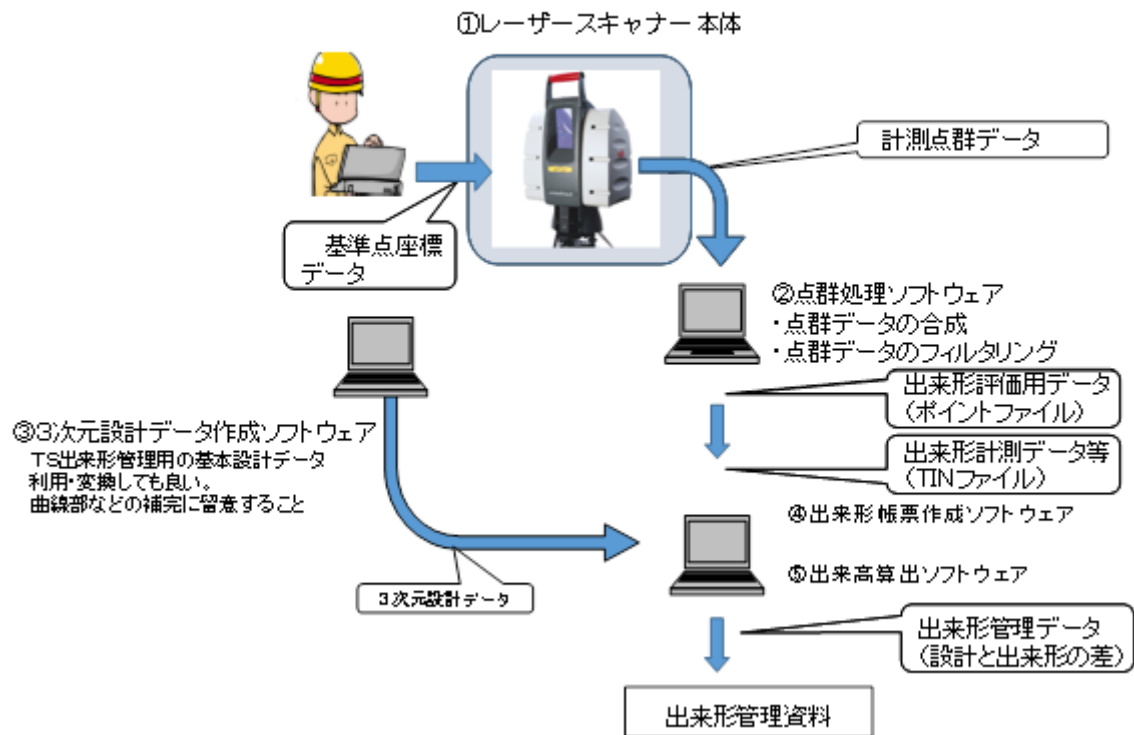 ①レーザースキャナー本体
計測点群データ
基準点座標
データ
②点群処理ソフトウェア
・点群データの合成
・点群データのフィルタリング
出来形評価用データ
(ポイントファイル)
③3次元設計データ作成ソフトウェア
TS出来形管理用の基本設計データ
利用・変換しても良い。
曲線部などの補完に留意すること
出来形計測データ等
(TINファイル)
④出来形帳票作成ソフトウェア
⑤出来高算出ソフトウェア
3次元設計データ
出来形管理データ
(設計と出来形の差)
出来形管理資料